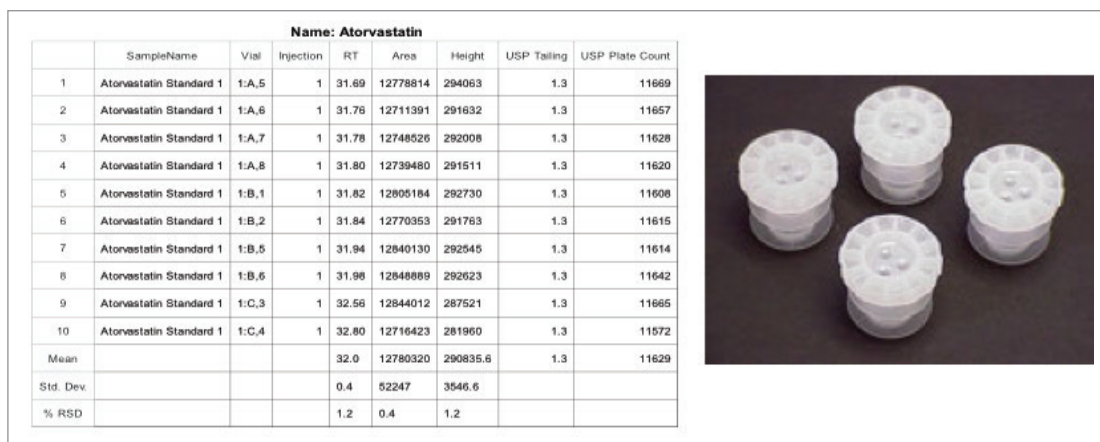 Name: Atorvastatin
SampleName Vial Injection RT Area Height USP Tailing USP Plate Count
1 Atorvastatin Standard 1 1:A,5 1 31.69 12778814 294063 1.3 11669
2 Atorvastatin Standard 1 1:A,6 1 31.76 12711391 291632 1.3 11657
3 Atorvastatin Standard 1 1:A,7 1 31.78 12748526 292008 1.3 11628
4 Atorvastatin Standard 1 1:A,8 1 31.80 12739480 291511 1.3 11620
5 Atorvastatin Standard 1 1:B,1 1 31.82 12805184 292730 1.3 11608
6 Atorvastatin Standard 1 1:B,2 1 31.84 12770353 291763 1.3 11615
7 Atorvastatin Standard 1 1:B,5 1 31.94 12840130 292545 1.3 11614
8 Atorvastatin Standard 1 1:B,6 1 31.98 12848889 292623 1.3 11642
9 Atorvastatin Standard 1 1:C,3 1 32.56 12844012 287521 1.3 11665
10 Atorvastatin Standard 1 1:C,4 1 32.80 12716423 281960 1.3 11572
Mean 32.0 12780320 290835.6 1.3 11629
Std. Dev. 0.4 52247 3546.6
% RSD 1.2 0.4 1.2